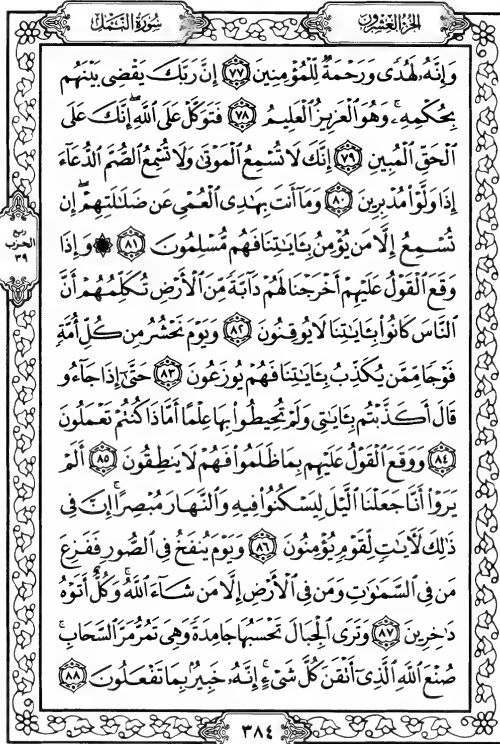 الجزء العشرون
سورة النمل
وَإِنَّهُۥ لَهُدًى وَرَحْمَةٌ لِّلْمُؤْمِنِينَ ٧٧ إِنَّ رَبَّكَ يَقْضِى بَيْنَهُم
بِحُكْمِهِۦ وَهُوَ ٱلْعَزِيزُ ٱلْعَلِيمُ ٧٨ فَتَوَكَّلْ عَلَى ٱللَّهِ إِنَّكَ عَلَى
ٱلْحَقِّ ٱلْمُبِينِ ٧٩ إِنَّكَ لَا تُسْمِعُ ٱلْمَوْتَىٰ وَلَا تُسْمِعُ ٱلصُّمَّ ٱلدُّعَآءَ
إِذَا وَلَّوْا۟ مُدْبِرِينَ ٨٠ وَمَآ أَنتَ بِهَٰدِى ٱلْعُمْىِ عَن ضَلَٰلَتِهِمْ إِن
تُسْمِعُ إِلَّا مَن يُؤْمِنُ بِـَٔايَٰتِنَا فَهُم مُّسْلِمُونَ ٨١ ۞ وَإِذَا
وَقَعَ ٱلْقَوْلُ عَلَيْهِمْ أَخْرَجْنَا لَهُمْ دَآبَّةً مِّنَ ٱلْأَرْضِ تُكَلِّمُهُمْ أَنَّ
ٱلنَّاسَ كَانُوا۟ بِـَٔايَٰتِنَا لَا يُوقِنُونَ ٨٢ وَيَوْمَ نَحْشُرُ مِن كُلِّ أُمَّةٍ
فَوْجًا مِّمَّن يُكَذِّبُ بِـَٔايَٰتِنَا فَهُمْ يُوزَعُونَ ٨٣ حَتَّىٰٓ إِذَا جَآءُو
قَالَ أَكَذَّبْتُم بِـَٔايَٰتِى وَلَمْ تُحِيطُوا۟ بِهَا عِلْمًا أَمَّاذَا كُنتُمْ تَعْمَلُونَ
٨٤ وَوَقَعَ ٱلْقَوْلُ عَلَيْهِم بِمَا ظَلَمُوا۟ فَهُمْ لَا يَنطِقُونَ ٨٥ أَلَمْ
يَرَوْا۟ أَنَّا جَعَلْنَا ٱلَّيْلَ لِيَسْكُنُوا۟ فِيهِ وَٱلنَّهَارَ مُبْصِرًا إِنَّ فِى
ذَٰلِكَ لَـَٔايَٰتٍ لِّقَوْمٍ يُؤْمِنُونَ ٨٦ وَيَوْمَ يُنفَخُ فِى ٱلصُّورِ فَفَزِعَ
مَن فِى ٱلسَّمَٰوَٰتِ وَمَن فِى ٱلْأَرْضِ إِلَّا مَن شَآءَ ٱللَّهُ وَكُلٌّ أَتَوْهُ
دَٰخِرِينَ ٨٧ وَتَرَى ٱلْجِبَالَ تَحْسَبُهَا جَامِدَةً وَهِىَ تَمُرُّ مَرَّ ٱلسَّحَابِ
صُنْعَ ٱللَّهِ ٱلَّذِىٓ أَتْقَنَ كُلَّ شَىْءٍ إِنَّهُۥ خَبِيرٌۢ بِمَا تَفْعَلُونَ ٨٨
ربع
الحزب
٣٩
٣٨٤